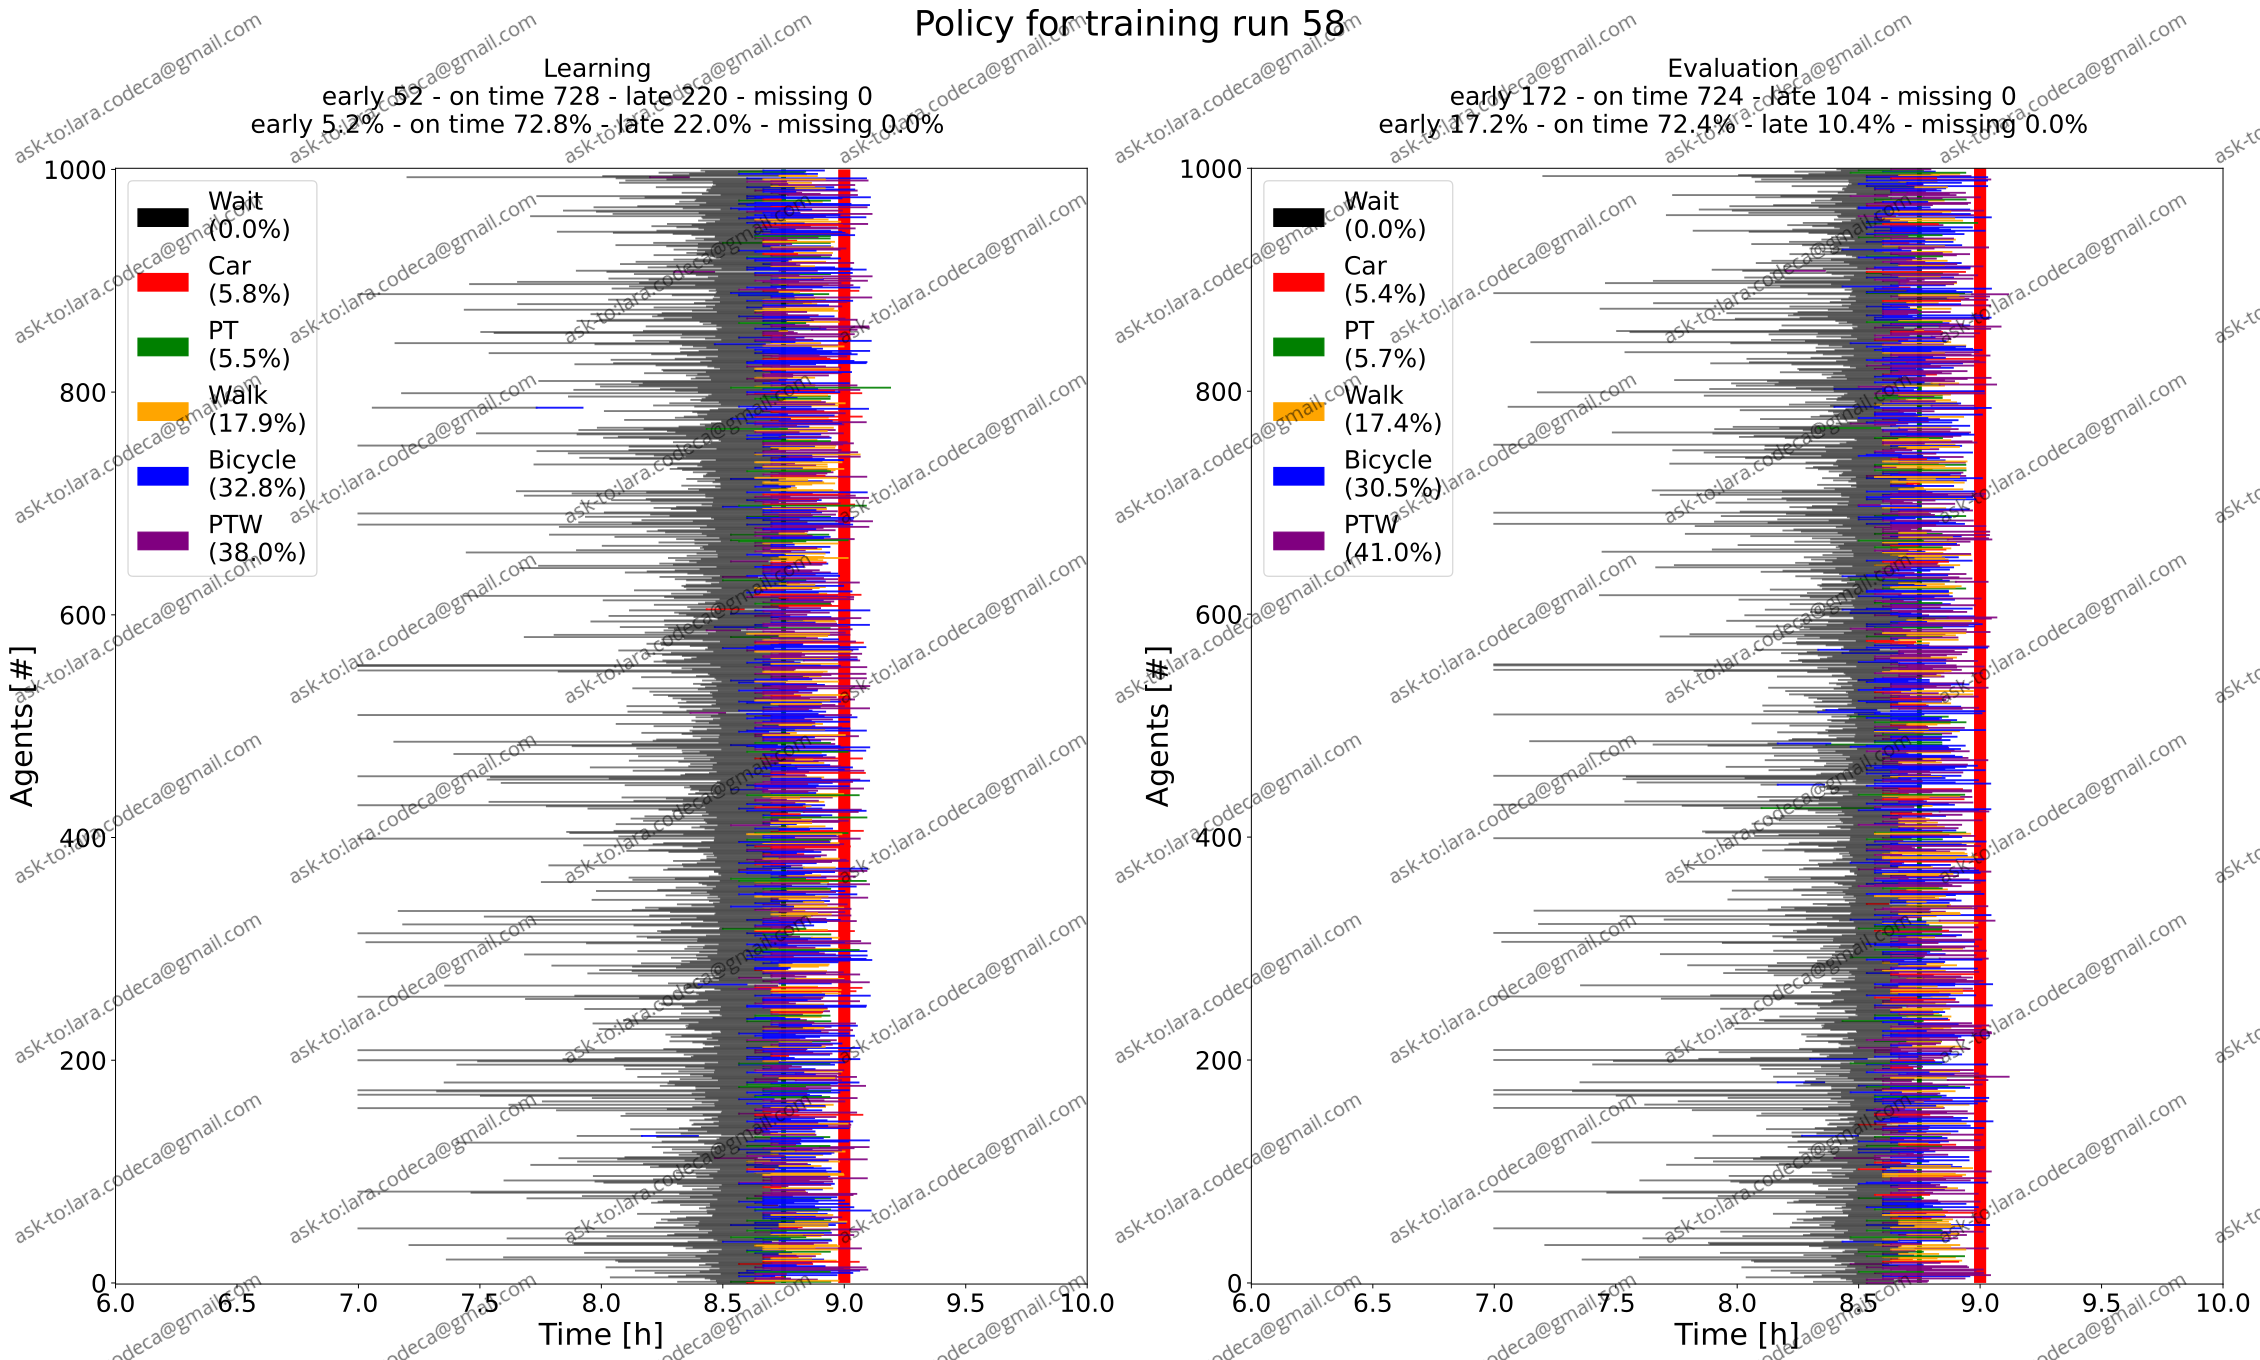 Policy for training run 58
Learning
early 52 - on time 728 - late 220 - missing 0
early 5.2% - on time 72.8% - late 22.0% - missing 0.0%
Agents [#]
1000
800
600
400
200
0
Wait
(0.0%)
Car
(5.8%)
PT
(5.5%)
Walk
(17.9%)
Bicycle
(32.8%)
PTW
(38.0%)
6.0 6.5 7.0 7.5 8.0 8.5 9.0 9.5 10.0
Time [h]
Evaluation
early 172 - on time 724 - late 104 - missing 0
early 17.2% - on time 72.4% - late 10.4% - missing 0.0%
Agents [#]
1000
800
600
400
200
0
Wait
(0.0%)
Car
(5.4%)
PT
(5.7%)
Walk
(17.4%)
Bicycle
(30.5%)
PTW
(41.0%)
6.0 6.5 7.0 7.5 8.0 8.5 9.0 9.5 10.0
Time [h]
ask-to:lara.codeca@gmail.com